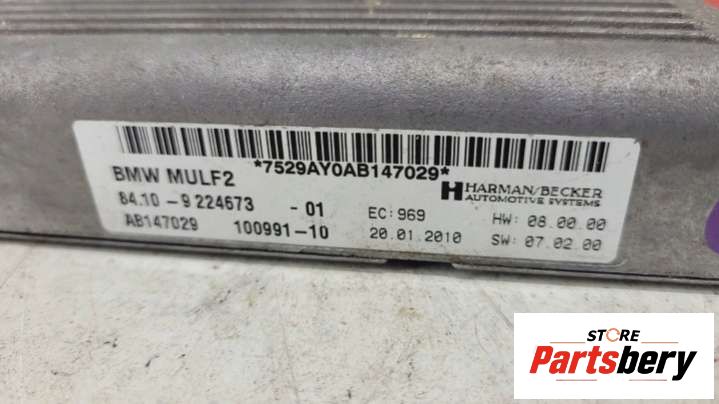 *7529AY0AB147029*
BMW MULF2
84.10 - 9 224673 - 01
AB147029 100991-10
EC: 969
20.01.2010
HARMAN/BECKER
AUTOMOTIVE SYSTEMS
HW: 08.00.00
SW: 07.02.00
STORE
Partsbery